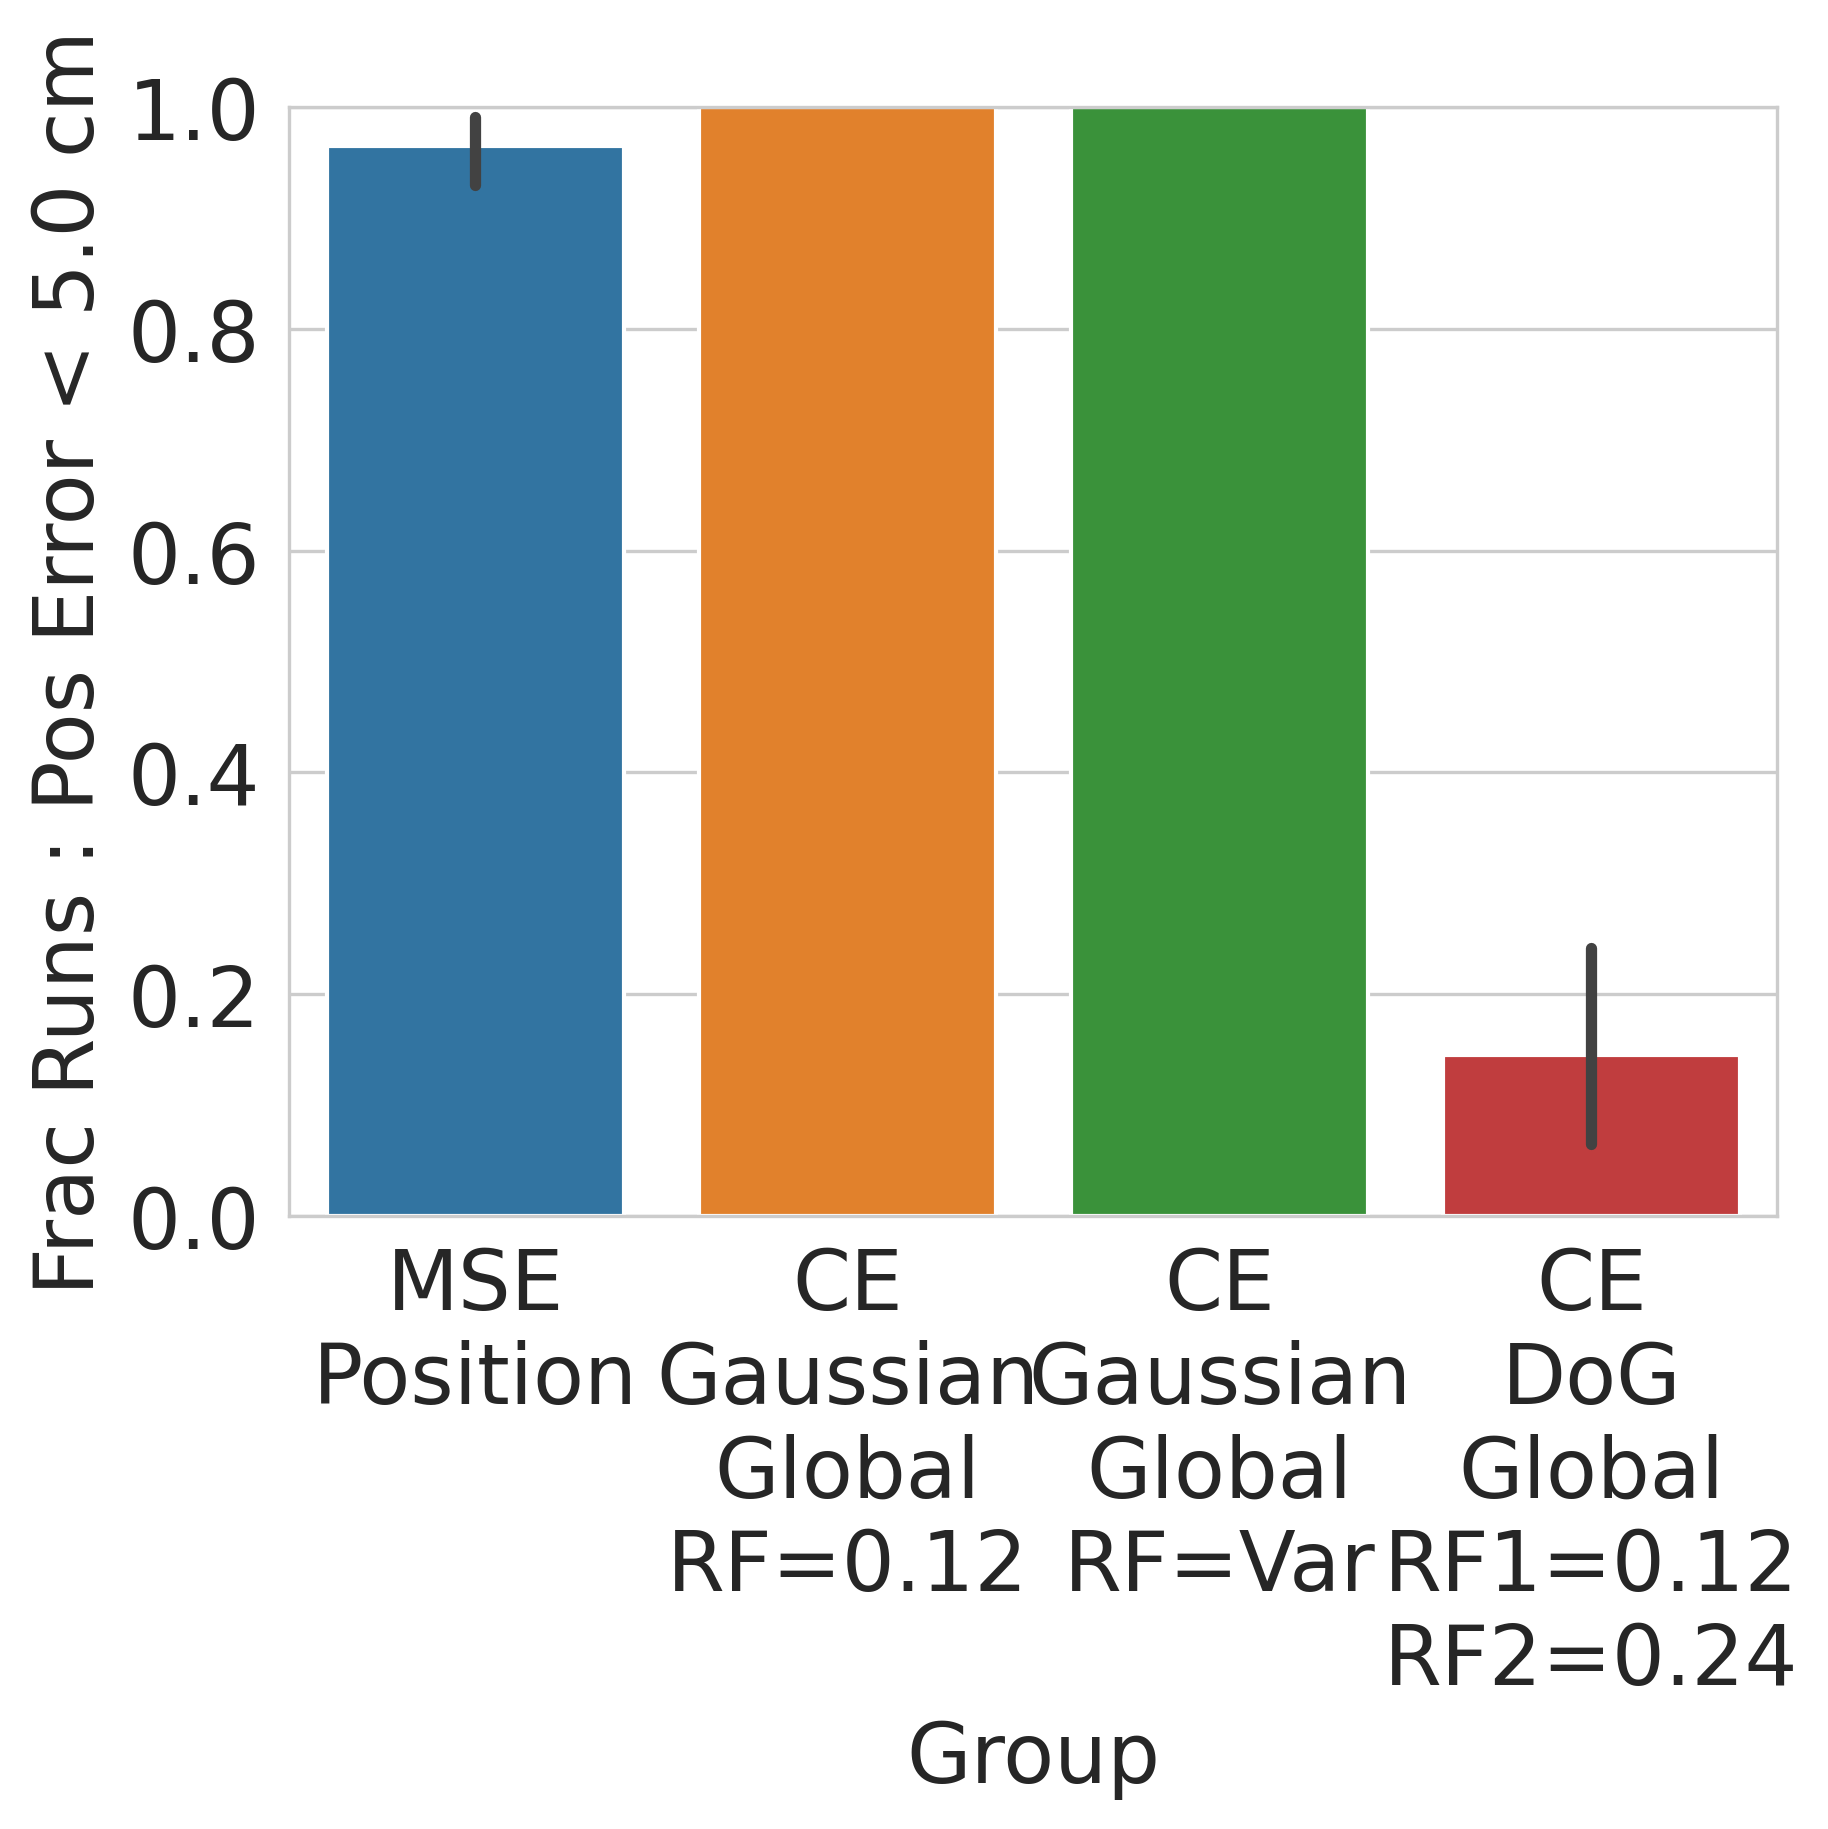 Frac Runs : Pos Error < 5.0 cm
1.0
0.8
0.6
0.4
0.2
0.0
MSE
Position
CE
Gaussian
Global
RF=0.12
CE
Gaussian
Global
RF=Var
CE
DoG
Global
RF1=0.12
RF2=0.24
Group